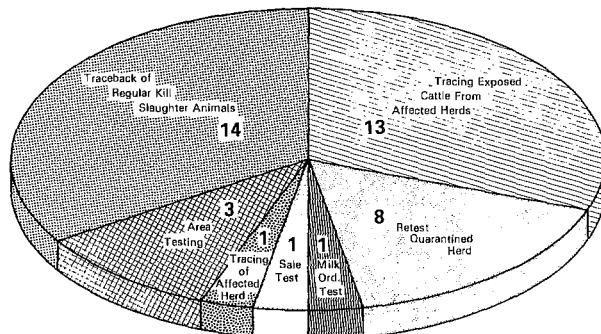 Traceback of
Regular Kill
Slaughter Animals
14
Tracing Exposed
Cattle From
Affected Herds
13
8
Retest
Quarantined
Herd
1
Milk
Ord.
Test
1
Sale
Test
1
Tracing
of
Affected
Herd
3
Area
Testing